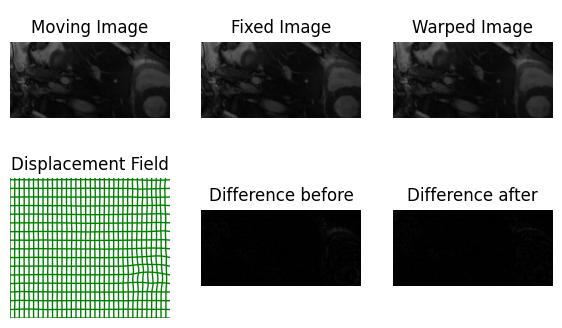 Moving Image
Fixed Image
Warped Image
Displacement Field
Difference before
Difference after